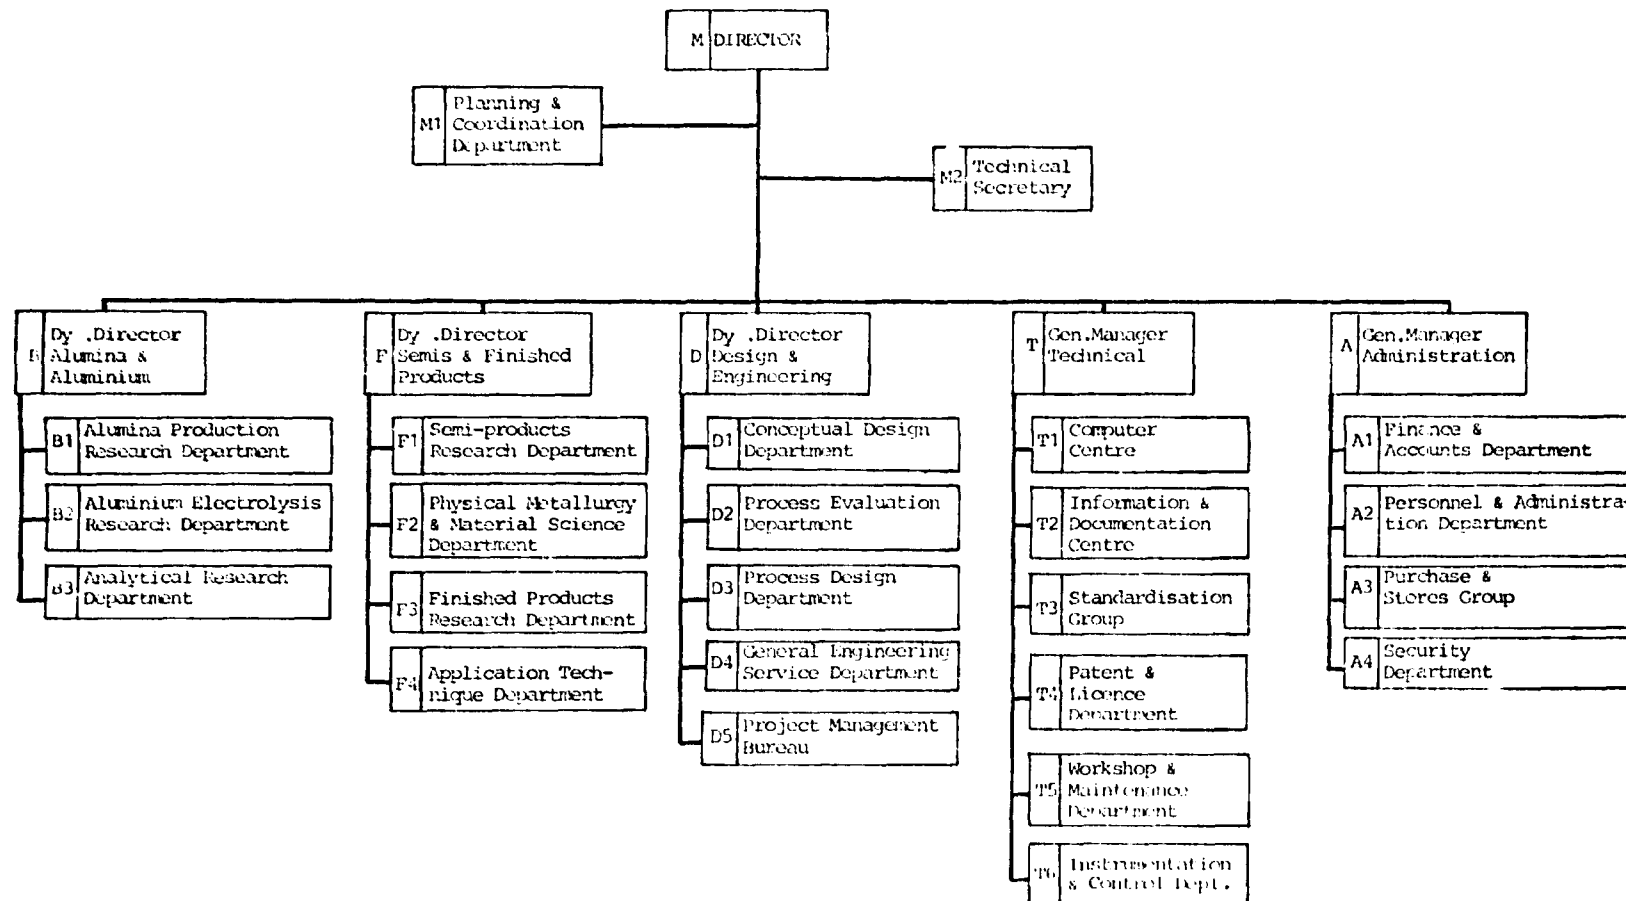 M DIRECTOR
M1 Planning &
Coordination
Department
M2 Technical
Secretary
B Dy .Director
Alumina &
Aluminium
B1 Alumina Production
Research Department
B2 Aluminium Electrolysis
Research Department
B3 Analytical Research
Department
F Dy .Director
Semis & Finished
Products
F1 Semi-products
Research Department
F2 Physical Metallurgy
& Material Science
Department
F3 Finished Products
Research Department
F4 Application Tech-
nique Department
D Dy .Director
Design &
Engineering
D1 Conceptual Design
Department
D2 Process Evaluation
Department
D3 Process Design
Department
D4 General Engineering
Service Department
D5 Project Management
Bureau
T Gen.Manager
Technical
T1 Computer
Centre
T2 Information &
Documentation
Centre
T3 Standardisation
Group
T4 Patent &
Licence
Department
T5 Workshop &
Maintenance
Department
T6 Instrumentation
& Control Dept.
A Gen.Manager
Administration
A1 Finance &
Accounts Department
A2 Personnel & Administra-
tion Department
A3 Purchase &
Stores Group
A4 Security
Department